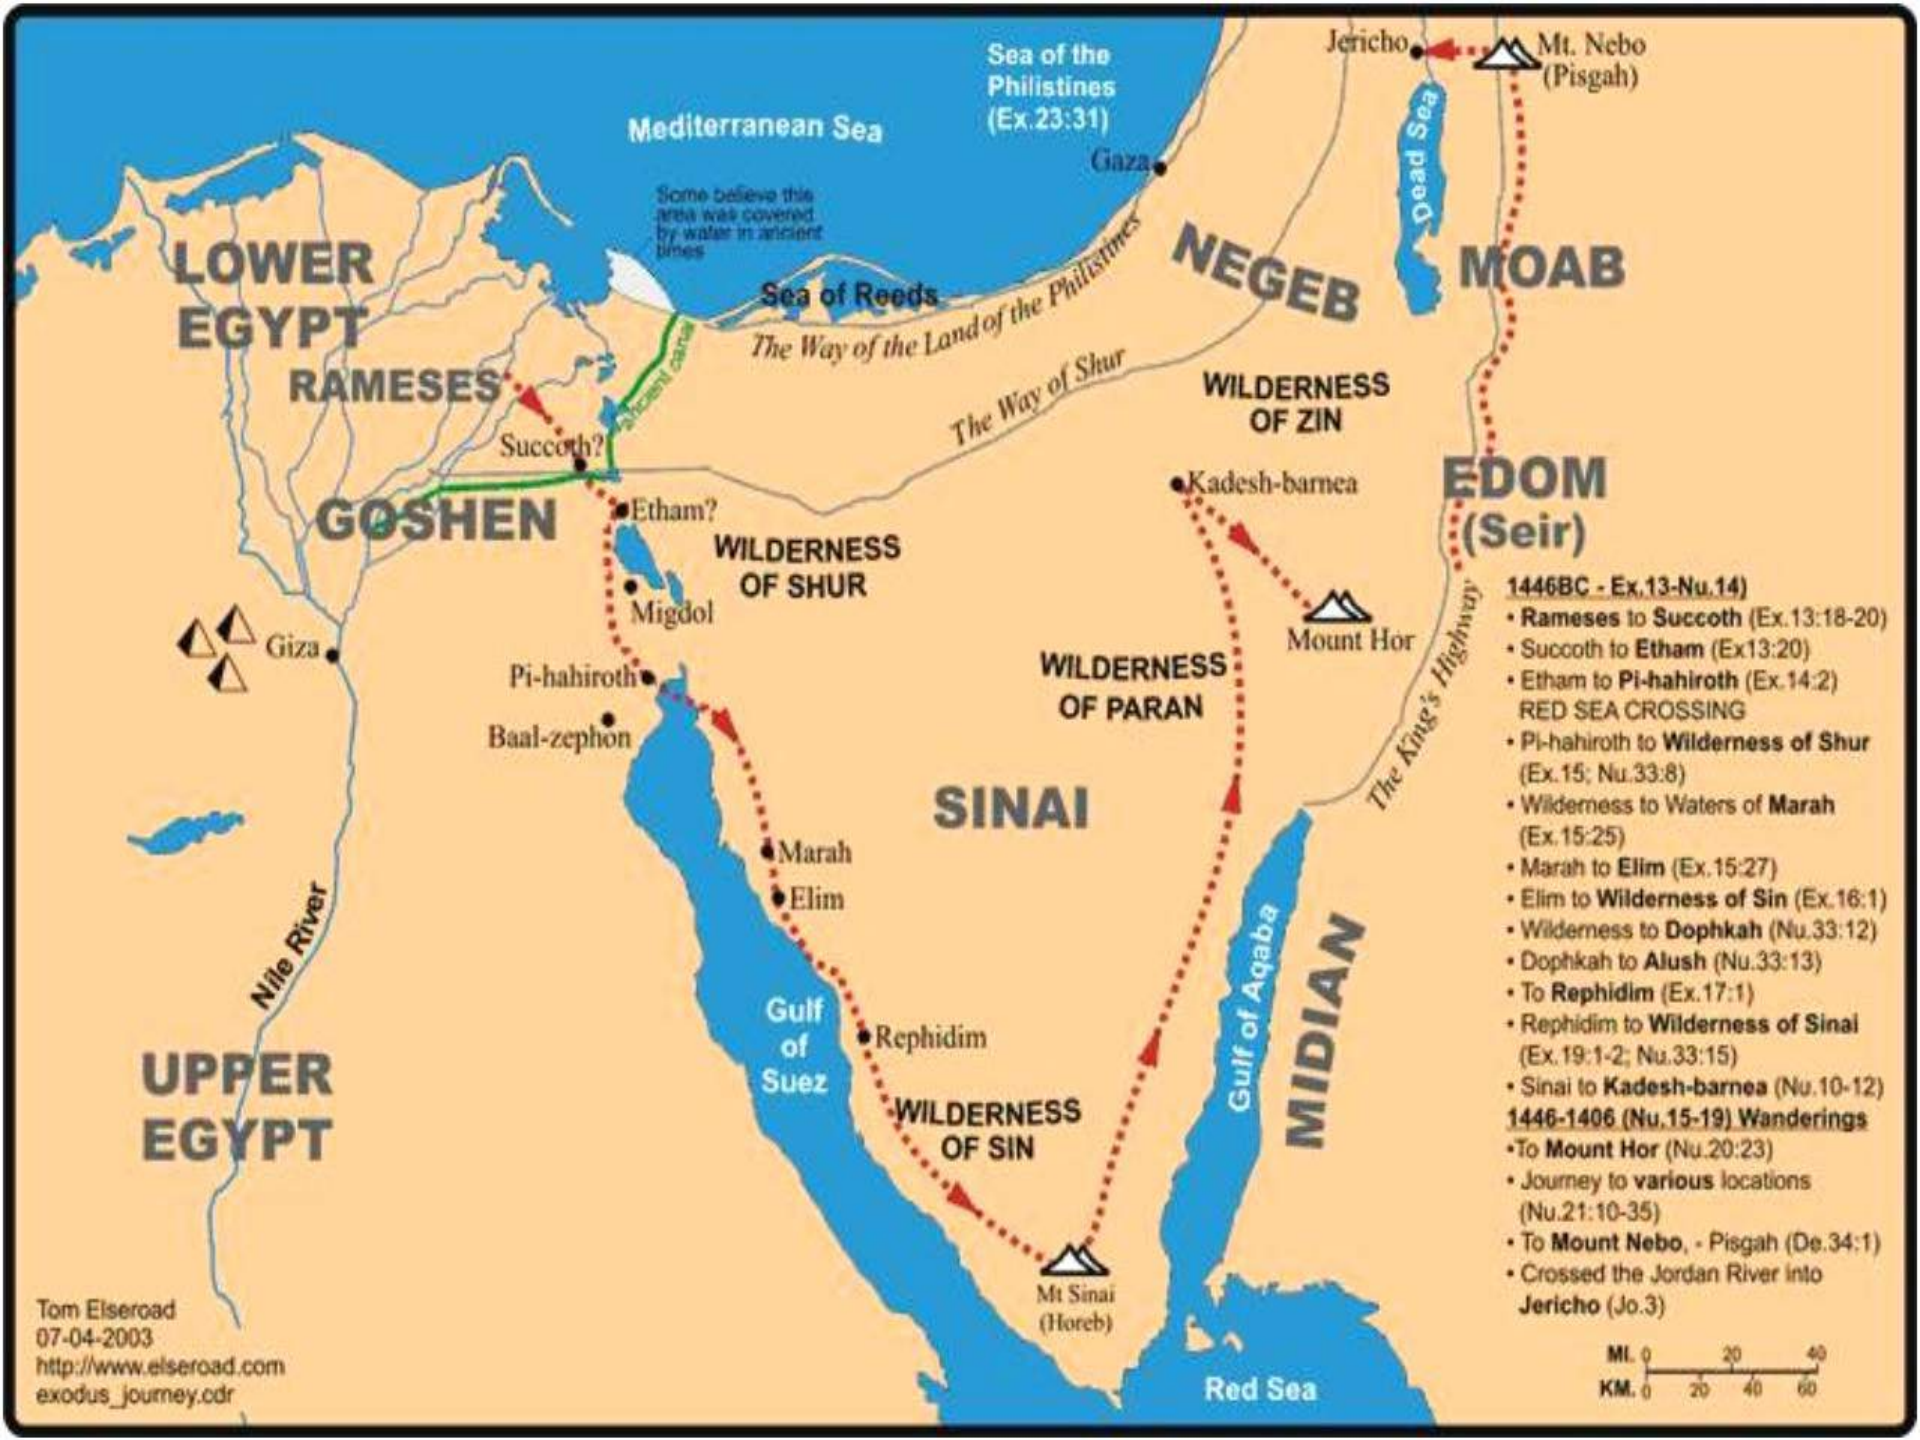 Sea of the
Philistines
(Ex.23:31)
Mediterranean Sea
Some believe this
area was covered
by water in ancient
times
Jericho
Mt. Nebo
(Pisgah)
Dead Sea
Gaza
LOWER
EGYPT
Sea of Reeds
The Way of the Land of the Philistines
NEGEB
MOAB
RAMESES
ancient canal
The Way of Shur
WILDERNESS
OF ZIN
Succoth?
GOSHEN
Etham?
WILDERNESS
OF SHUR
Kadesh-barnea
EDOM
(Seir)
Migdol
Giza
Mount Hor
Pi-hahiroth
WILDERNESS
OF PARAN
The King's Highway
Baal-zephon
SINAI
Marah
Elim
Nile River
Gulf
of
Suez
Rephidim
Gulf of Aqaba
MIDIAN
UPPER
EGYPT
WILDERNESS
OF SIN
Mt Sinai
(Horeb)
Red Sea
1446BC - Ex.13-Nu.14)
• Rameses to Succoth (Ex.13:18-20)
• Succoth to Etham (Ex13:20)
• Etham to Pi-hahiroth (Ex.14:2)
RED SEA CROSSING
• Pi-hahiroth to Wilderness of Shur
(Ex.15; Nu.33:8)
• Wilderness to Waters of Marah
(Ex.15:25)
• Marah to Elim (Ex.15:27)
• Elim to Wilderness of Sin (Ex.16:1)
• Wilderness to Dophkah (Nu.33:12)
• Dophkah to Alush (Nu.33:13)
• To Rephidim (Ex.17:1)
• Rephidim to Wilderness of Sinai
(Ex.19:1-2; Nu.33:15)
• Sinai to Kadesh-barnea (Nu.10-12)
1446-1406 (Nu.15-19) Wanderings
•To Mount Hor (Nu.20:23)
• Journey to various locations
(Nu.21:10-35)
• To Mount Nebo, - Pisgah (De.34:1)
• Crossed the Jordan River into
Jericho (Jo.3)
MI. 0 20 40
KM. 0 20 40 60
Tom Elseroad
07-04-2003
http://www.elseroad.com
exodus_journey.cdr